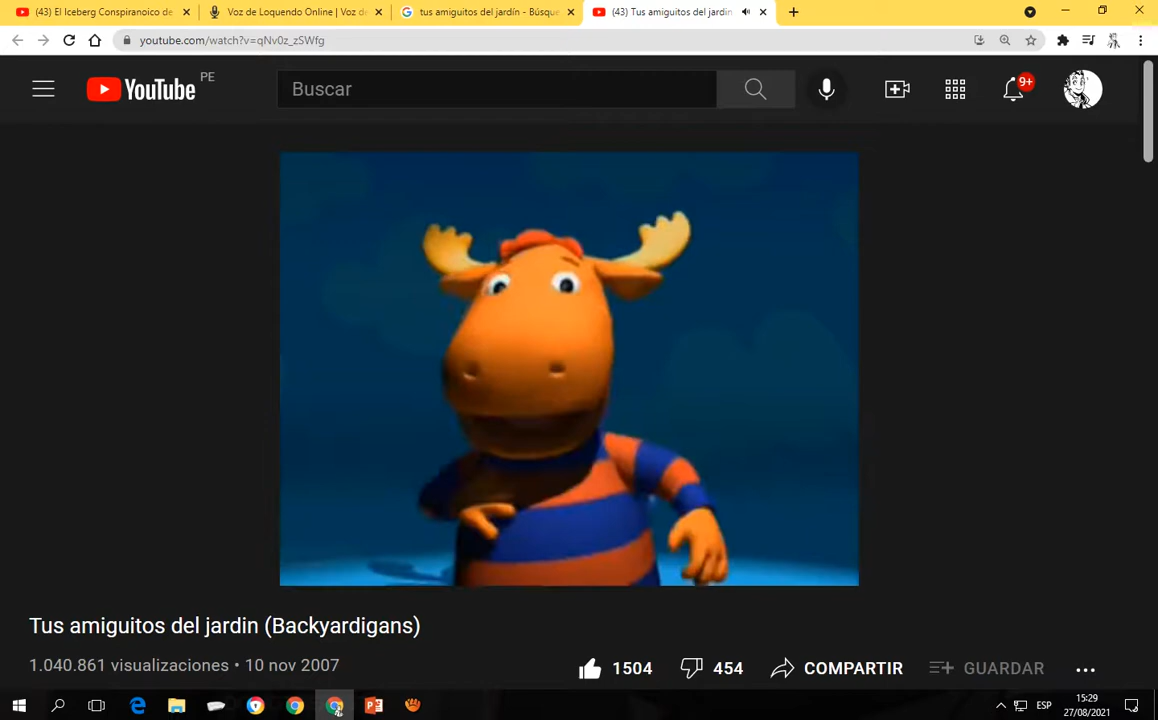 (43) El Iceberg Conspiranoico de
Voz de Loquendo Online | Voz de
tus amiguitos del jardín - Búsque
(43) Tus amiguitos del jardin
youtube.com/watch?v=qNv0z_zSWfg
YouTube PE
Buscar
9+
Tus amiguitos del jardin (Backyardigans)
1.040.861 visualizaciones • 10 nov 2007
1504
454
COMPARTIR
GUARDAR
ESP
15:29
27/08/2021